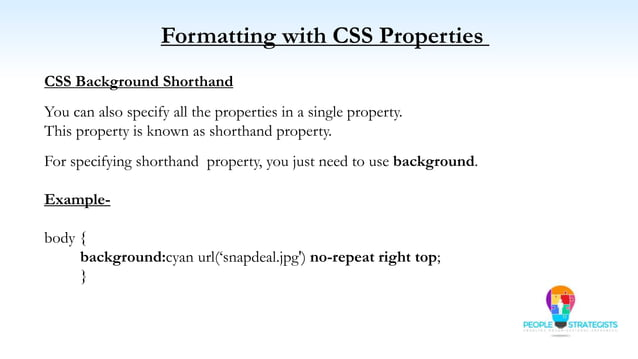 Formatting with CSS Properties
CSS Background Shorthand
You can also specify all the properties in a single property.
This property is known as shorthand property.
For specifying shorthand  property, you just need to use background.
Example-
body {
background:cyan url(‘snapdeal.jpg') no-repeat right top;
}
PEOPLE STRATEGISTS